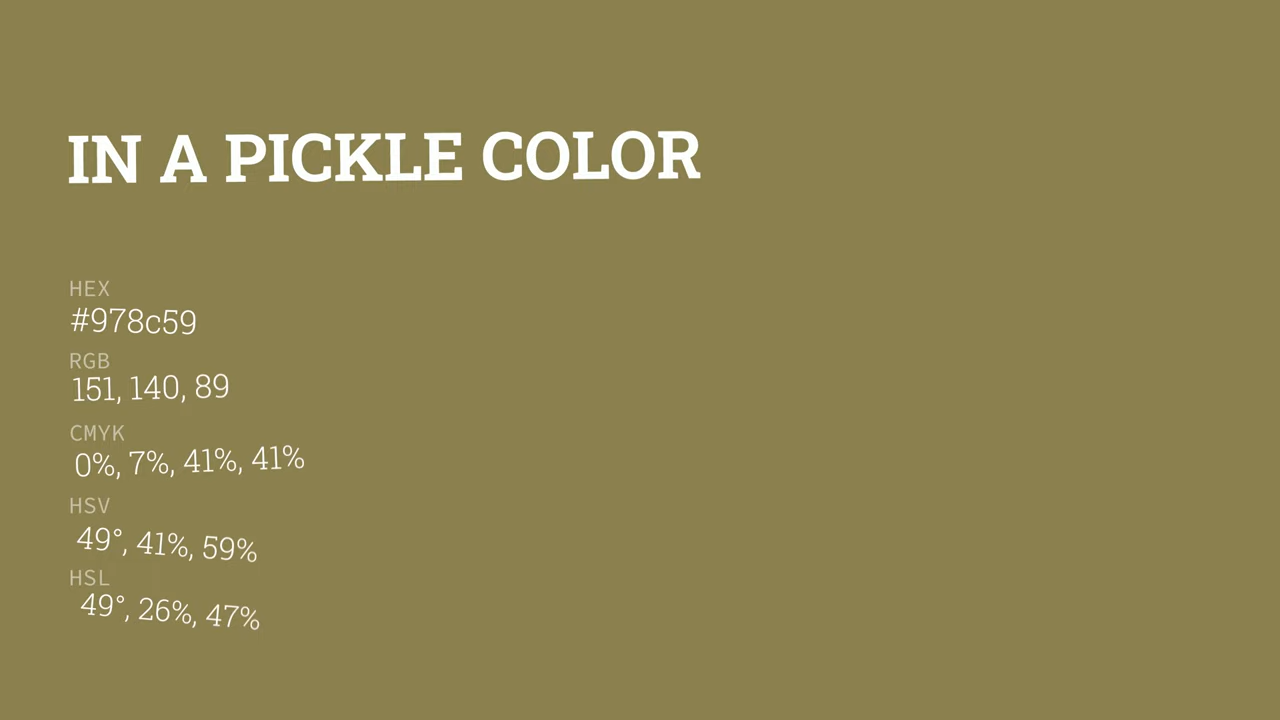 IN A PICKLE COLOR
HEX
#978c59
RGB
151, 140, 89
CMYK
0%, 7%, 41%, 41%
HSV
49°, 41%, 59%
HSL
49°, 26%, 47%